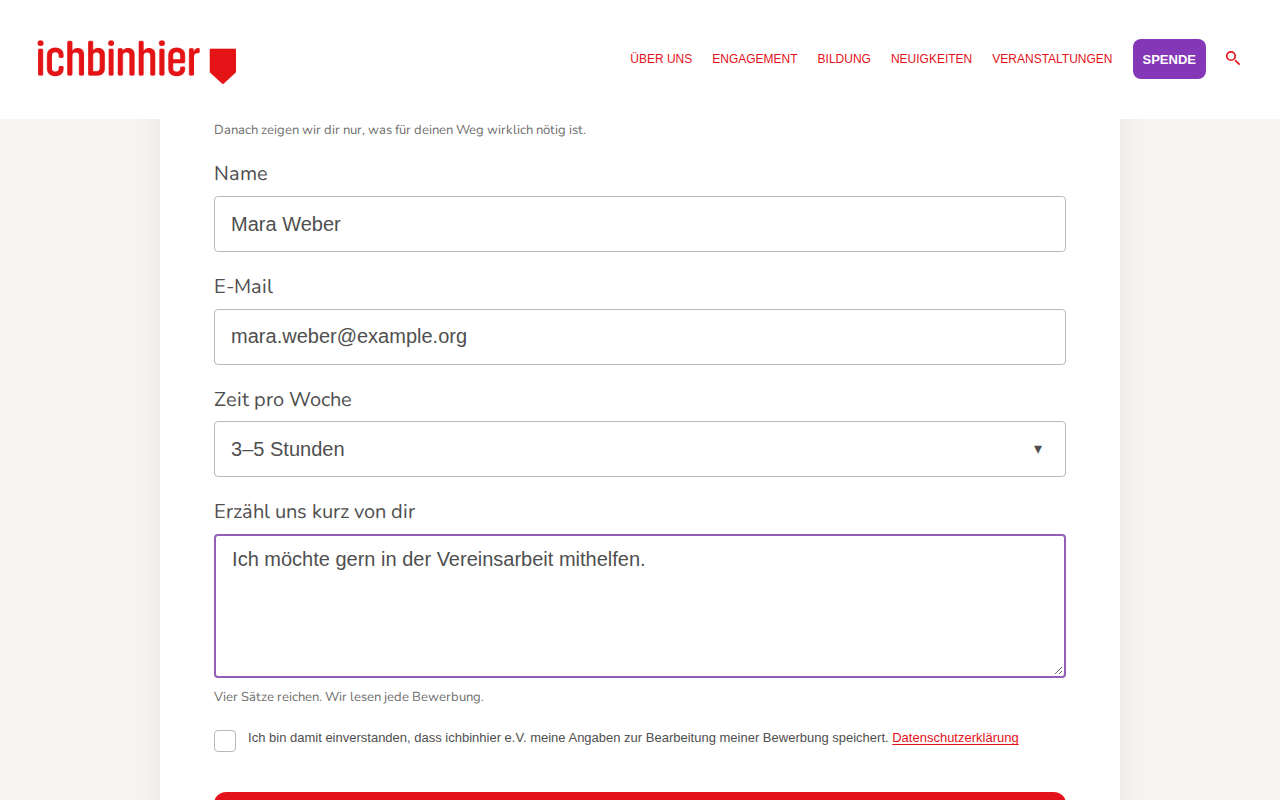 ichbinhier
ÜBER UNS ENGAGEMENT BILDUNG NEUIGKEITEN VERANSTALTUNGEN SPENDE
Danach zeigen wir dir nur, was für deinen Weg wirklich nötig ist.
Name
Mara Weber
E-Mail
mara.weber@example.org
Zeit pro Woche
3–5 Stunden
Erzähl uns kurz von dir
Ich möchte gern in der Vereinsarbeit mithelfen.
Vier Sätze reichen. Wir lesen jede Bewerbung.
Ich bin damit einverstanden, dass ichbinhier e.V. meine Angaben zur Bearbeitung meiner Bewerbung speichert. Datenschutzerklärung